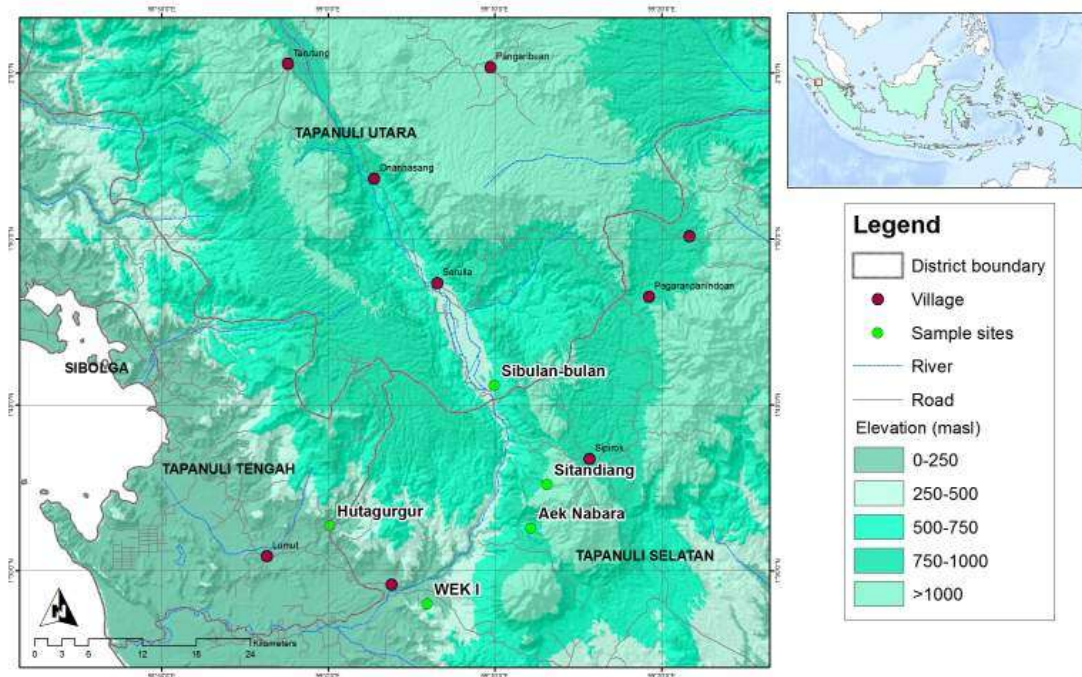 Tarutung
Pangaribuan
TAPANULI UTARA
Onanhasang
Sarulla
SIBOLGA
Sibulan-bulan
Sipirok
TAPANULI TENGAH
Sitandiang
Hutagurgur
Aek Nabara
Lumut
TAPANULI SELATAN
WEK I
N
Kilometers
0 3 6 12 18 24
Legend
District boundary
Village
Sample sites
River
Road
Elevation (masl)
0-250
250-500
500-750
750-1000
>1000